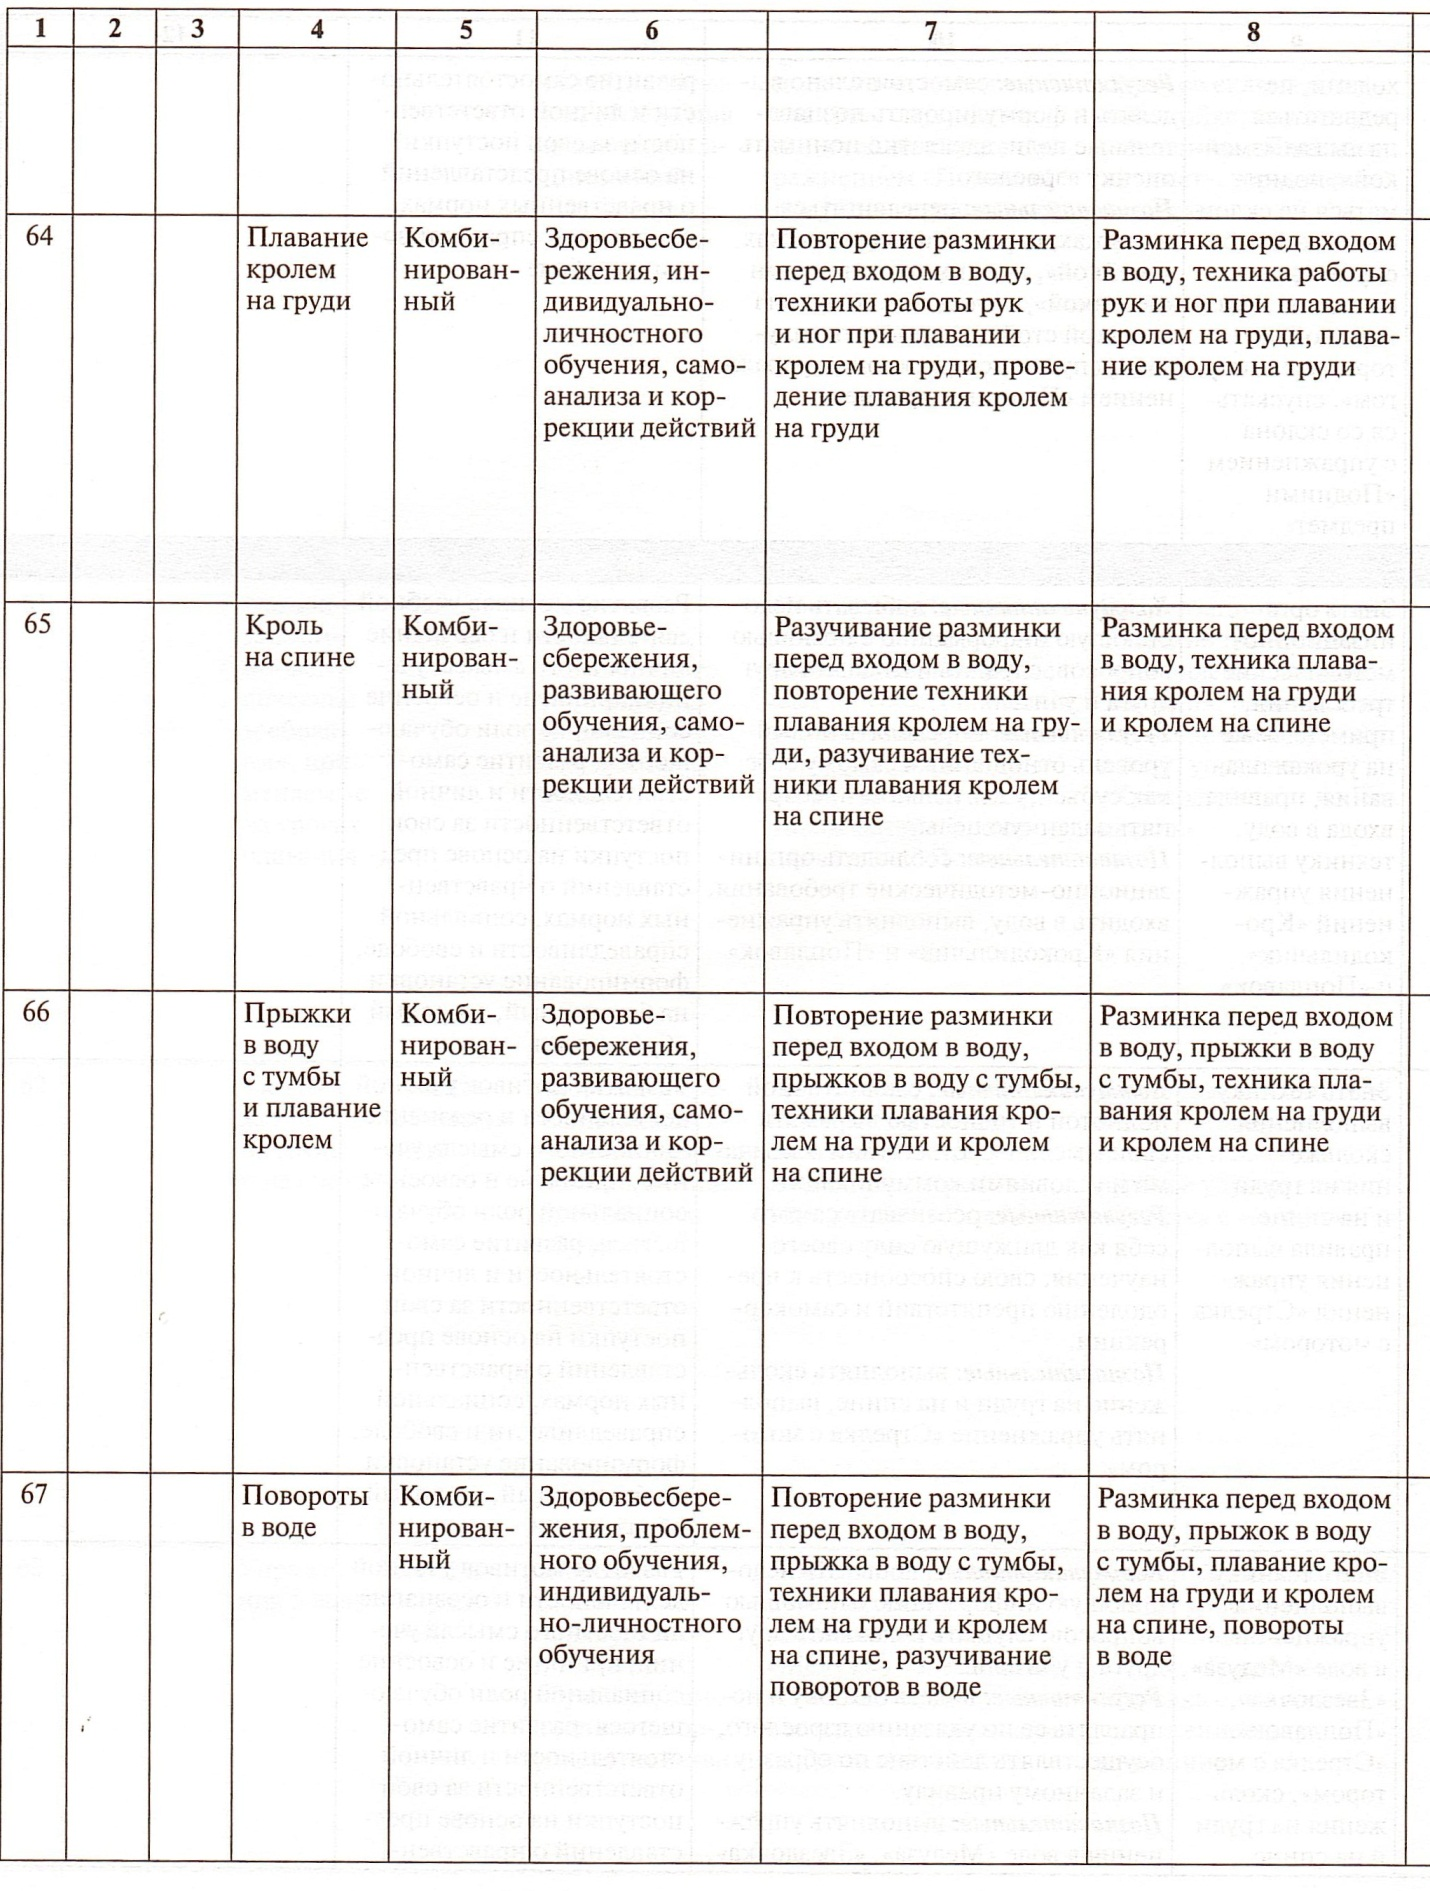 1 2 3 4 5 6 7 8
64
Плавание
кролем
на груди
Комби-
нирован-
ный
Здоровьесбе-
режения, ин-
дивидуально-
личностного
обучения, само-
анализа и кор-
рекции действий
Повторение разминки
перед входом в воду,
техники работы рук
и ног при плавании
кролем на груди, прове-
дение плавания кролем
на груди
Разминка перед входом
в воду, техника работы
рук и ног при плавании
кролем на груди, плава-
ние кролем на груди
65
Кроль
на спине
Комби-
нирован-
ный
Здоровье-
сбережения,
развивающего
обучения, само-
анализа и кор-
рекции действий
Разучивание разминки
перед входом в воду,
повторение техники
плавания кролем на гру-
ди, разучивание тех-
ники плавания кролем
на спине
Разминка перед входом
в воду, техника плава-
ния кролем на груди
и кролем на спине
66
Прыжки
в воду
с тумбы
и плавание
кролем
Комби-
нирован-
ный
Здоровье-
сбережения,
развивающего
обучения, само-
анализа и кор-
рекции действий
Повторение разминки
перед входом в воду,
прыжков в воду с тумбы,
техники плавания кро-
лем на груди и кролем
на спине
Разминка перед входом
в воду, прыжки в воду
с тумбы, техника пла-
вания кролем на груди
и кролем на спине
67
Повороты
в воде
Комби-
нирован-
ный
Здоровьесбере-
жения, проблем-
ного обучения,
индивидуаль-
но-личностного
обучения
Повторение разминки
перед входом в воду,
прыжка в воду с тумбы,
техники плавания кро-
лем на груди и кролем
на спине, разучивание
поворотов в воде
Разминка перед входом
в воду, прыжок в воду
с тумбы, плавание кро-
лем на груди и кролем
на спине, повороты
в воде